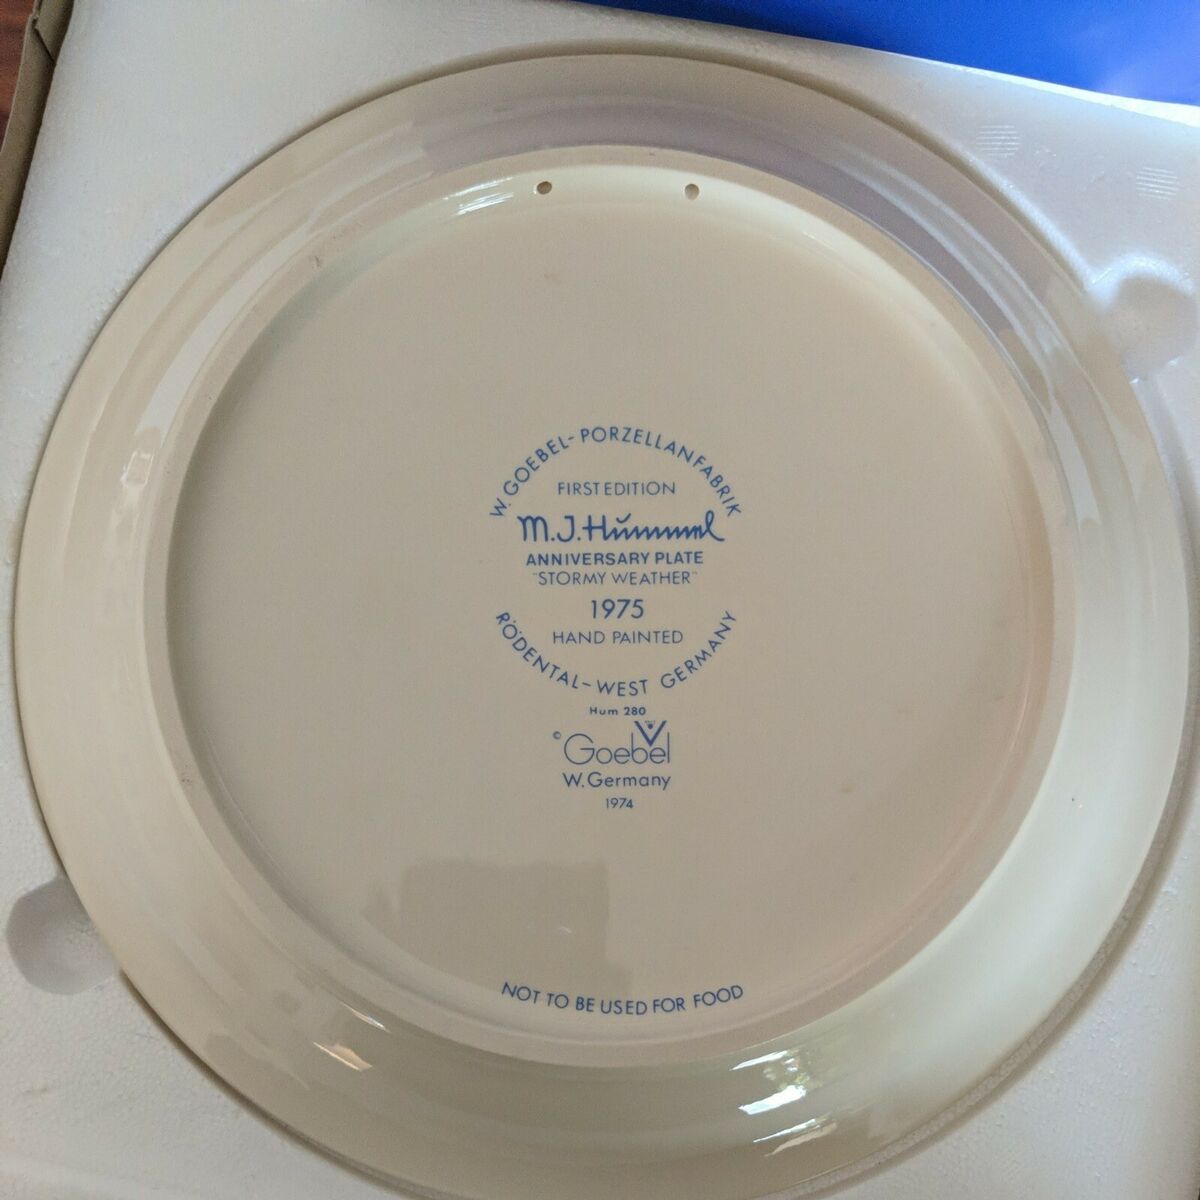 W. GOEBEL-PORZELLANFABRIK
FIRST EDITION
M.J. Hummel
ANNIVERSARY PLATE
"STORMY WEATHER"
1975
HAND PAINTED
RÖDENTAL-WEST GERMANY
Hum 280
© Goebel
W. Germany
1974
NOT TO BE USED FOR FOOD